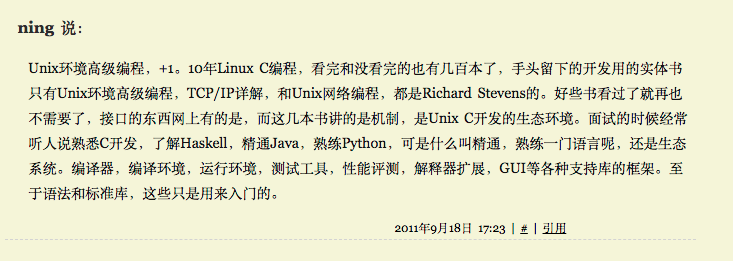 ning 说：
Unix环境高级编程，+1。10年Linux C编程，看完和没看完的也有几百本了，手头留下的开发用的实体书
只有Unix环境高级编程，TCP/IP详解，和Unix网络编程，都是Richard Stevens的。好些书看过了就再也
不需要了，接口的东西网上有的是，而这几本书讲的是机制，是Unix C开发的生态环境。面试的时候经常
听人说熟悉C开发，了解Haskell，精通Java，熟练Python，可是什么叫精通，熟练一门语言呢，还是生态
系统。编译器，编译环境，运行环境，测试工具，性能评测，解释器扩展，GUI等各种支持库的框架。至
于语法和标准库，这些只是用来入门的。
2011年9月18日 17:23 | # | 引用